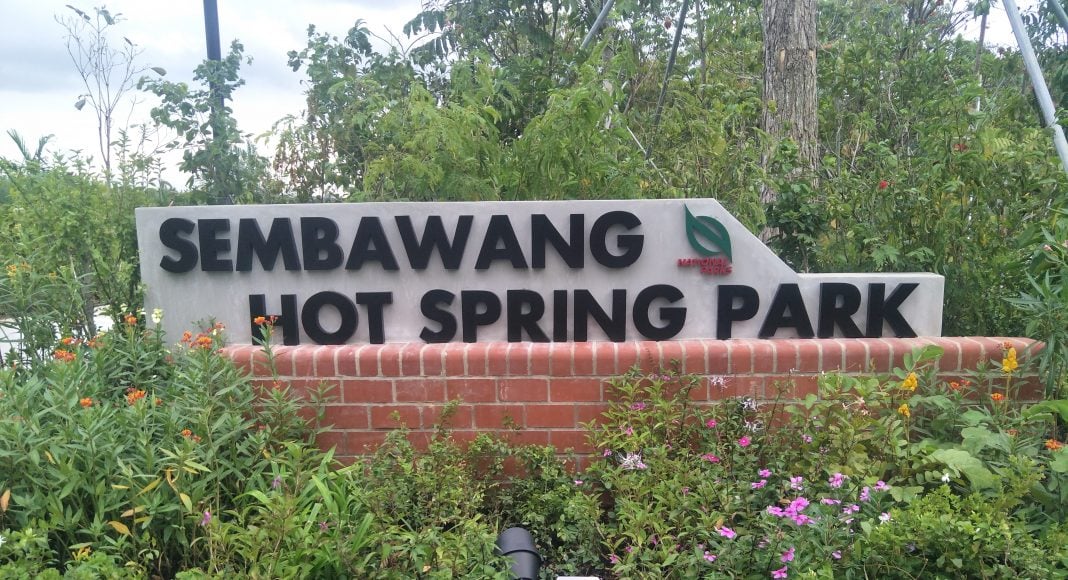 SEMBAWANG
NATIONAL
PARKS
HOT SPRING PARK